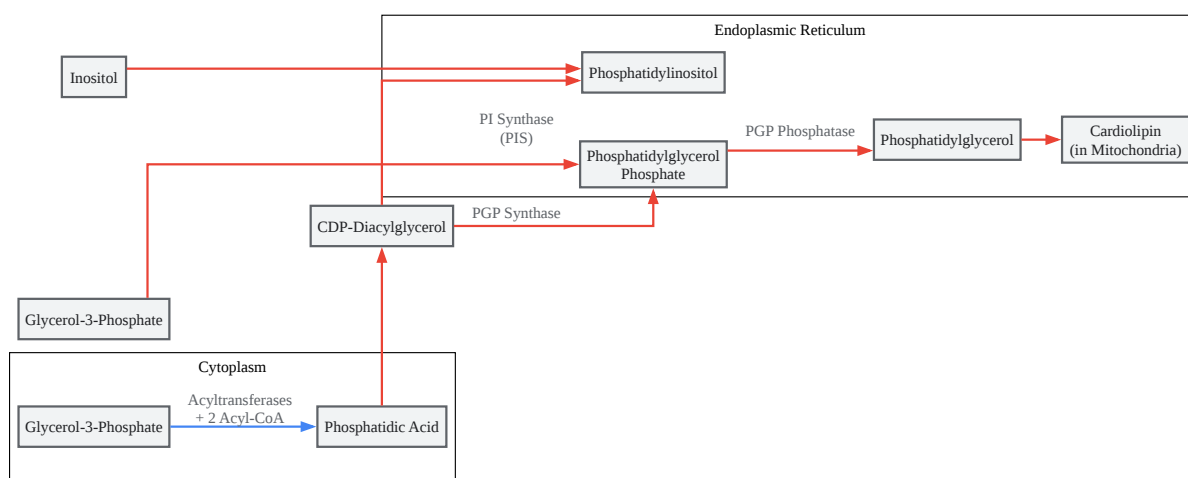 Endoplasmic Reticulum
Inositol
Phosphatidylinositol
PI Synthase
(PIS)
PGP Phosphatase
Phosphatidylglycerol
Cardiolipin
(in Mitochondria)
Phosphatidylglycerol
Phosphate
CDP-Diacylglycerol
PGP Synthase
Glycerol-3-Phosphate
Cytoplasm
Glycerol-3-Phosphate
Acyltransferases
+ 2 Acyl-CoA
Phosphatidic Acid